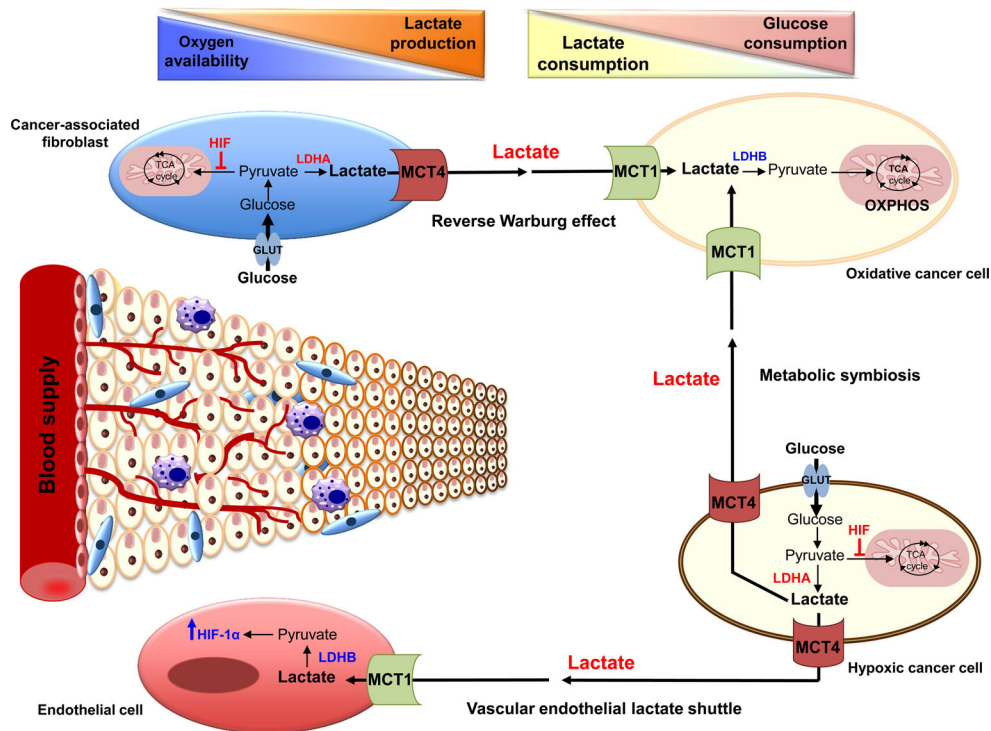 Oxygen
availability
Lactate
production
Lactate
consumption
Glucose
consumption
Cancer-associated
fibroblast
HIF
TCA
cycle
Pyruvate
LDHA
Lactate
MCT4
Glucose
GLUT
Glucose
Lactate
Reverse Warburg effect
MCT1
Lactate
LDHB
Pyruvate
TCA
cycle
OXPHOS
MCT1
Oxidative cancer cell
Blood supply
Lactate
Metabolic symbiosis
Glucose
GLUT
MCT4
Glucose
HIF
Pyruvate
TCA
cycle
LDHA
Lactate
MCT4
Hypoxic cancer cell
HIF-1α
Pyruvate
LDHB
Lactate
MCT1
Lactate
Endothelial cell
Vascular endothelial lactate shuttle